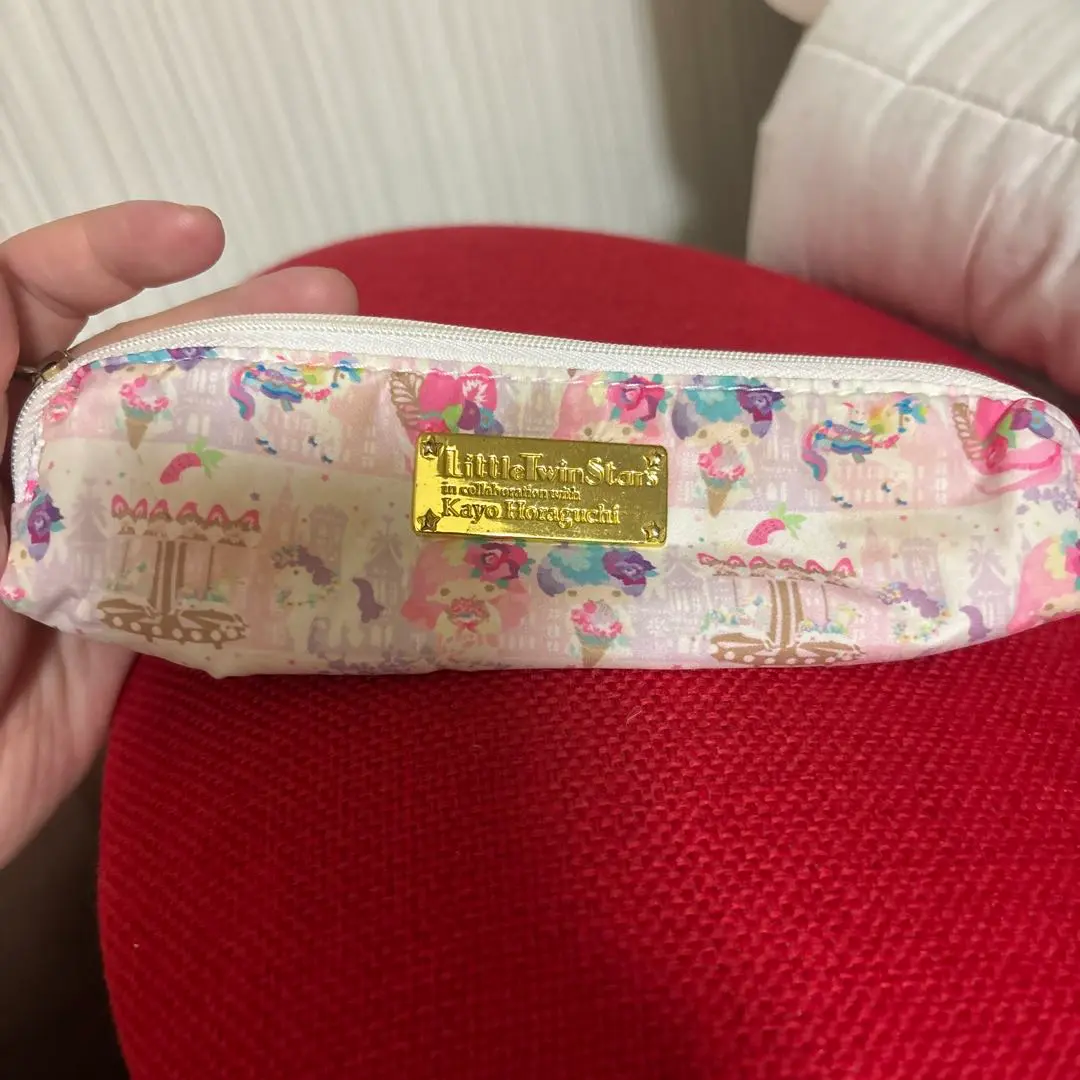 LittleTwinStars
in collaboration with
Kayo Horaguchi